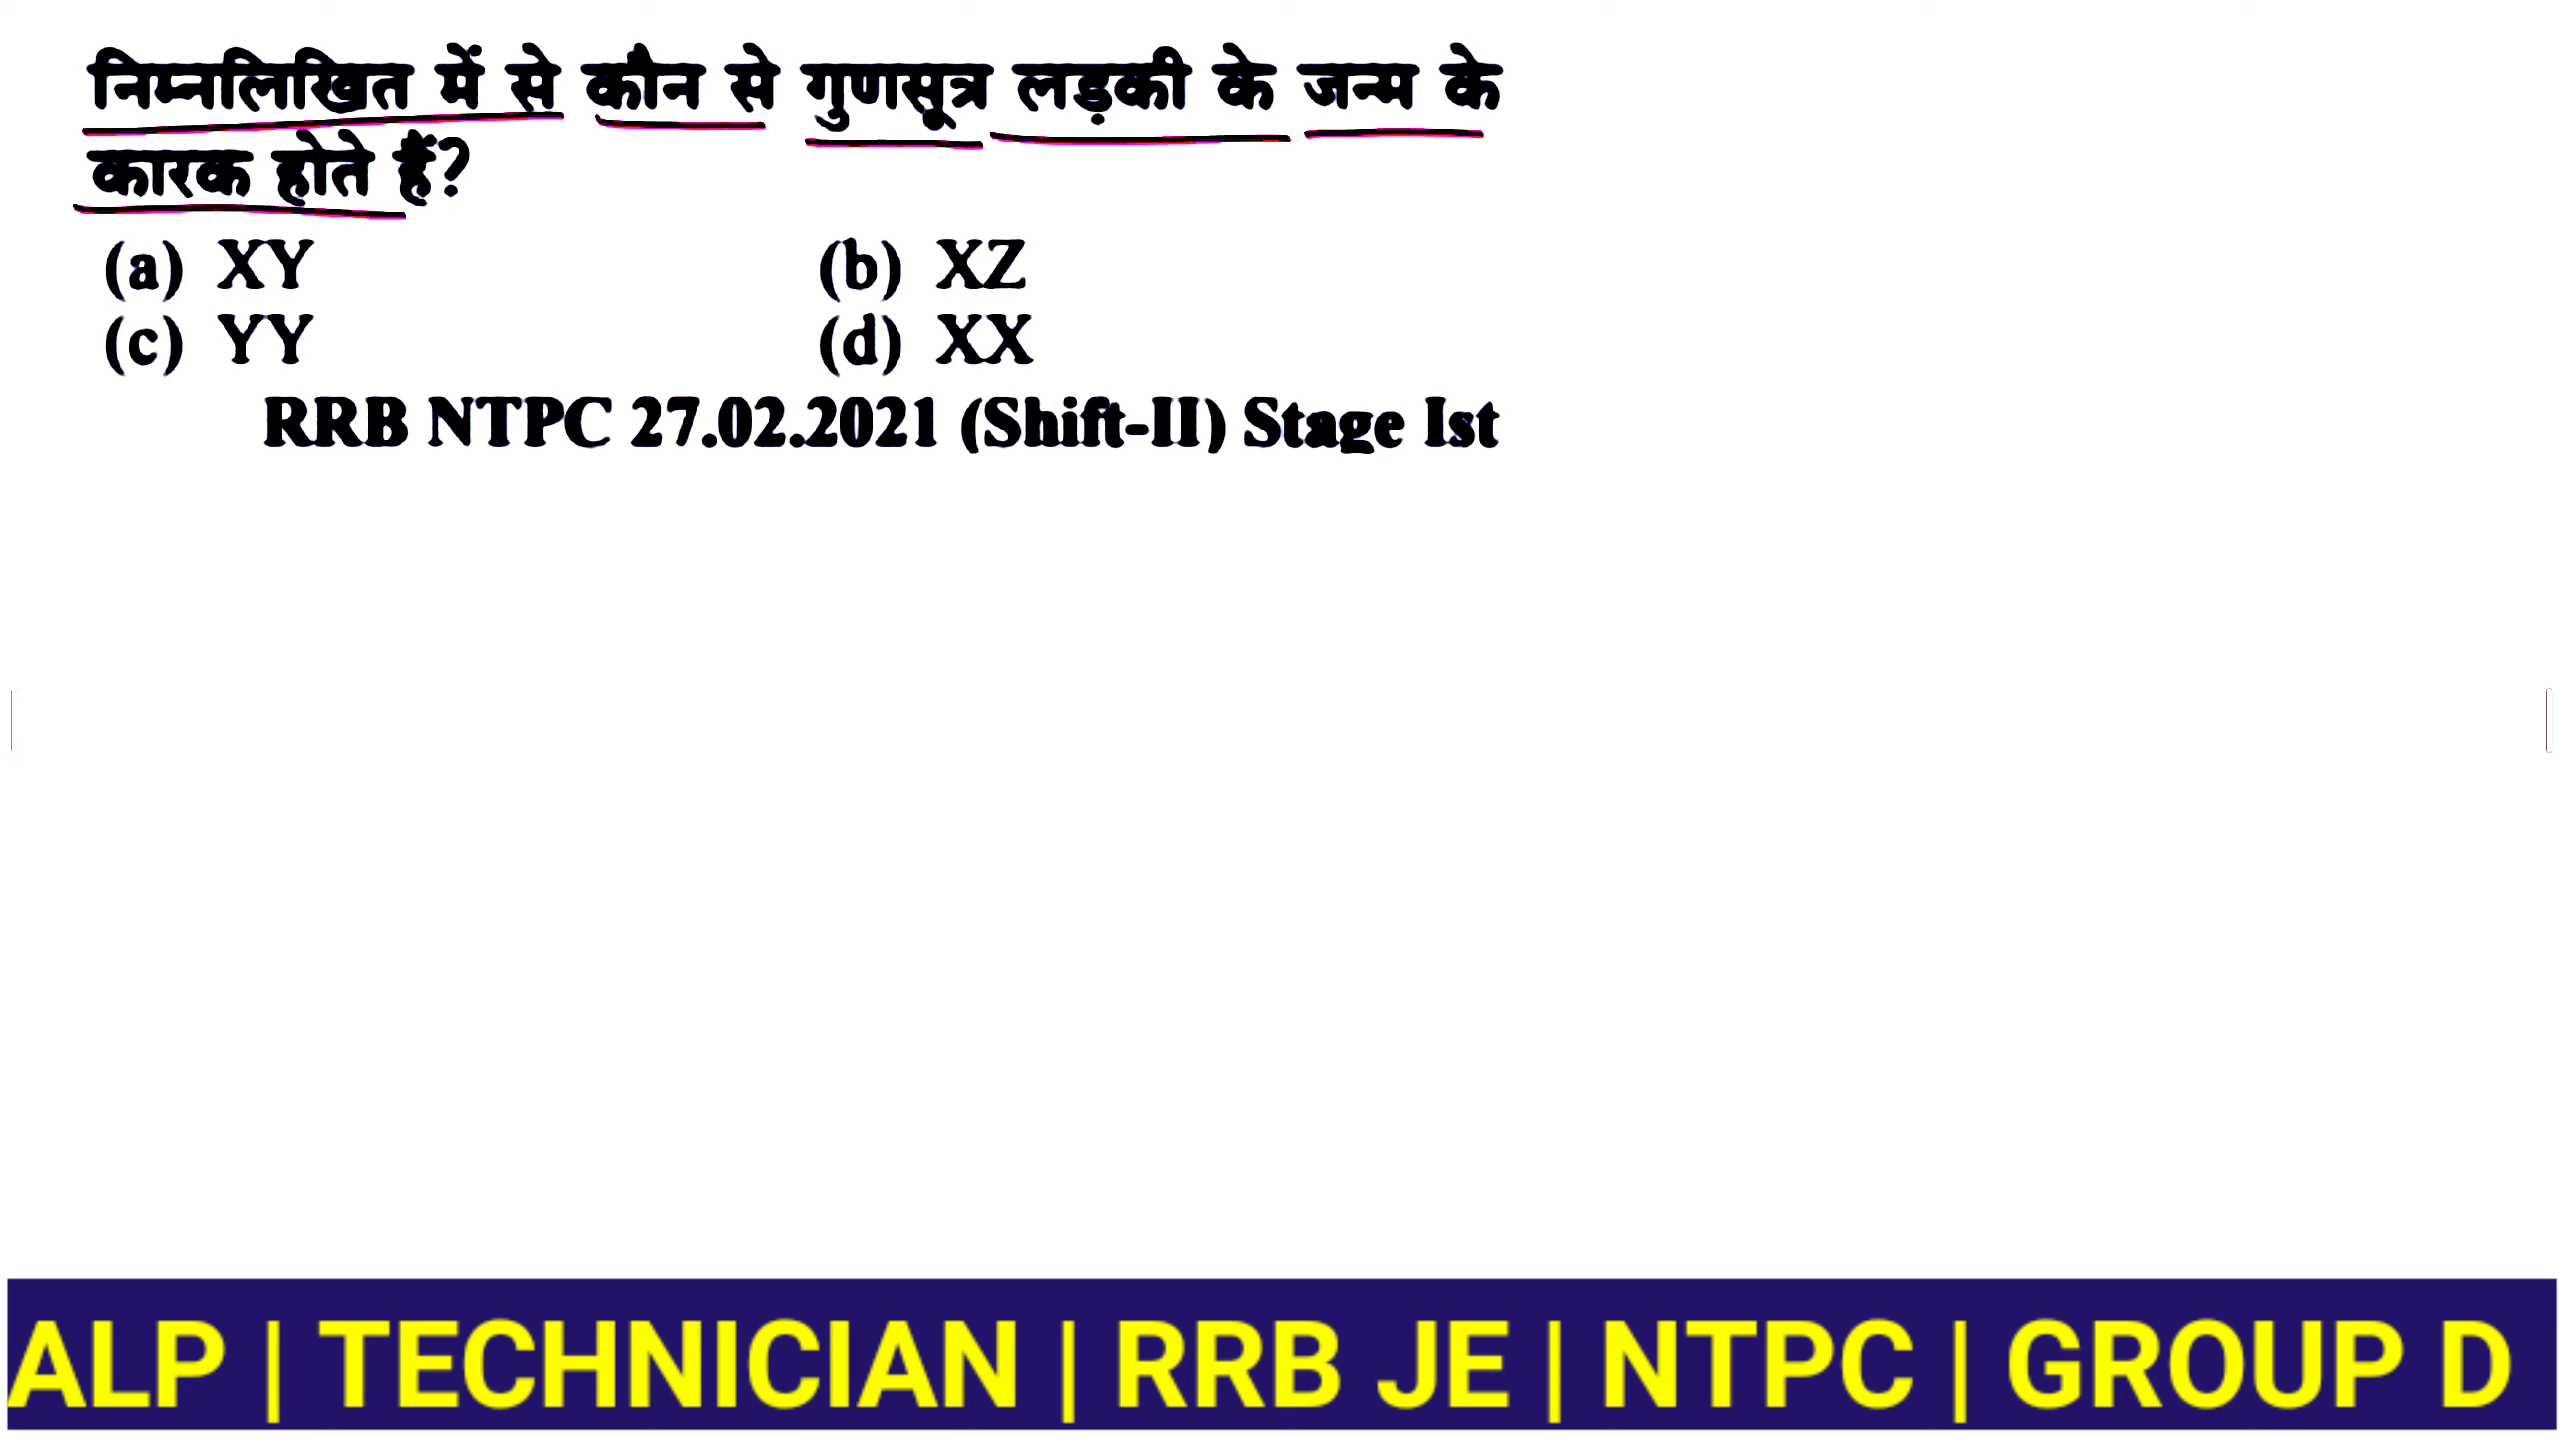 निम्नलिखित में से कौन से गुणसूत्र लड़की के जन्म के
कारक होते हैं?
(a) XY (b) XZ
(c) YY (d) XX
RRB NTPC 27.02.2021 (Shift-II) Stage Ist
ALP | TECHNICIAN | RRB JE | NTPC | GROUP D